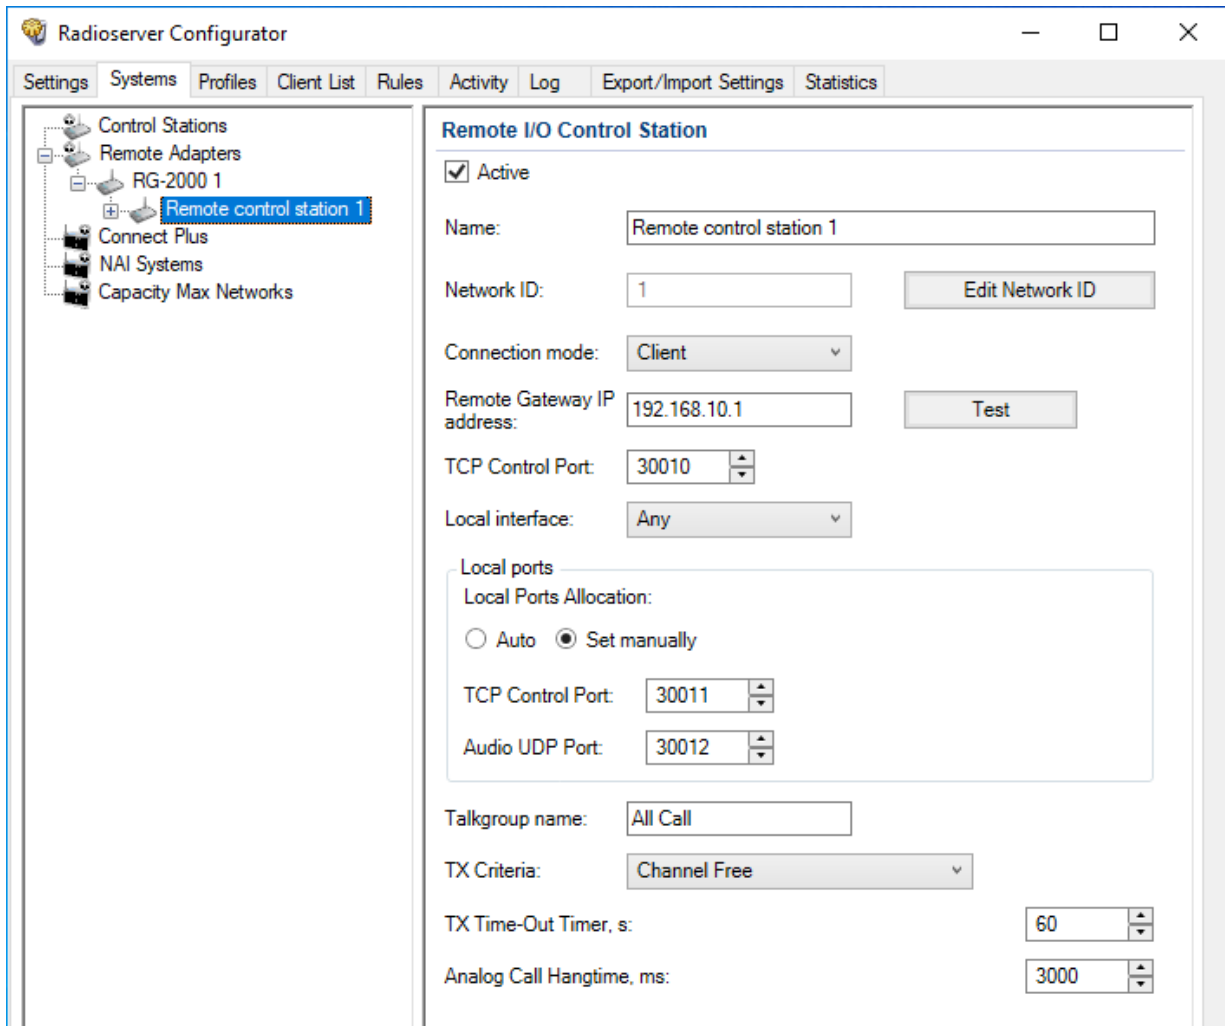 Radioserver Configurator
Settings Systems Profiles Client List Rules Activity Log Export/Import Settings Statistics
Control Stations
Remote Adapters
RG-2000 1
Remote control station 1
Connect Plus
NAI Systems
Capacity Max Networks
Remote I/O Control Station
Active
Name: Remote control station 1
Network ID: 1 Edit Network ID
Connection mode: Client
Remote Gateway IP
address: 192.168.10.1 Test
TCP Control Port: 30010
Local interface: Any
Local ports
Local Ports Allocation:
Auto Set manually
TCP Control Port: 30011
Audio UDP Port: 30012
Talkgroup name: All Call
TX Criteria: Channel Free
TX Time-Out Timer, s: 60
Analog Call Hangtime, ms: 3000